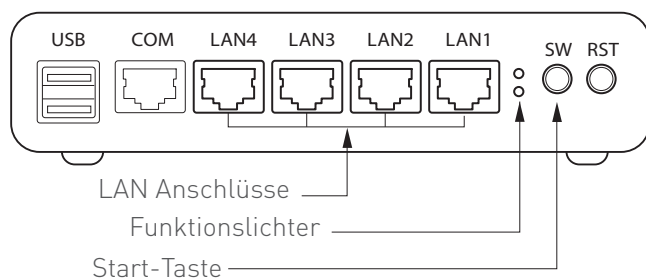 USB COM LAN4 LAN3 LAN2 LAN1 SW RST
LAN Anschlüsse
Funktionslichter
Start-Taste